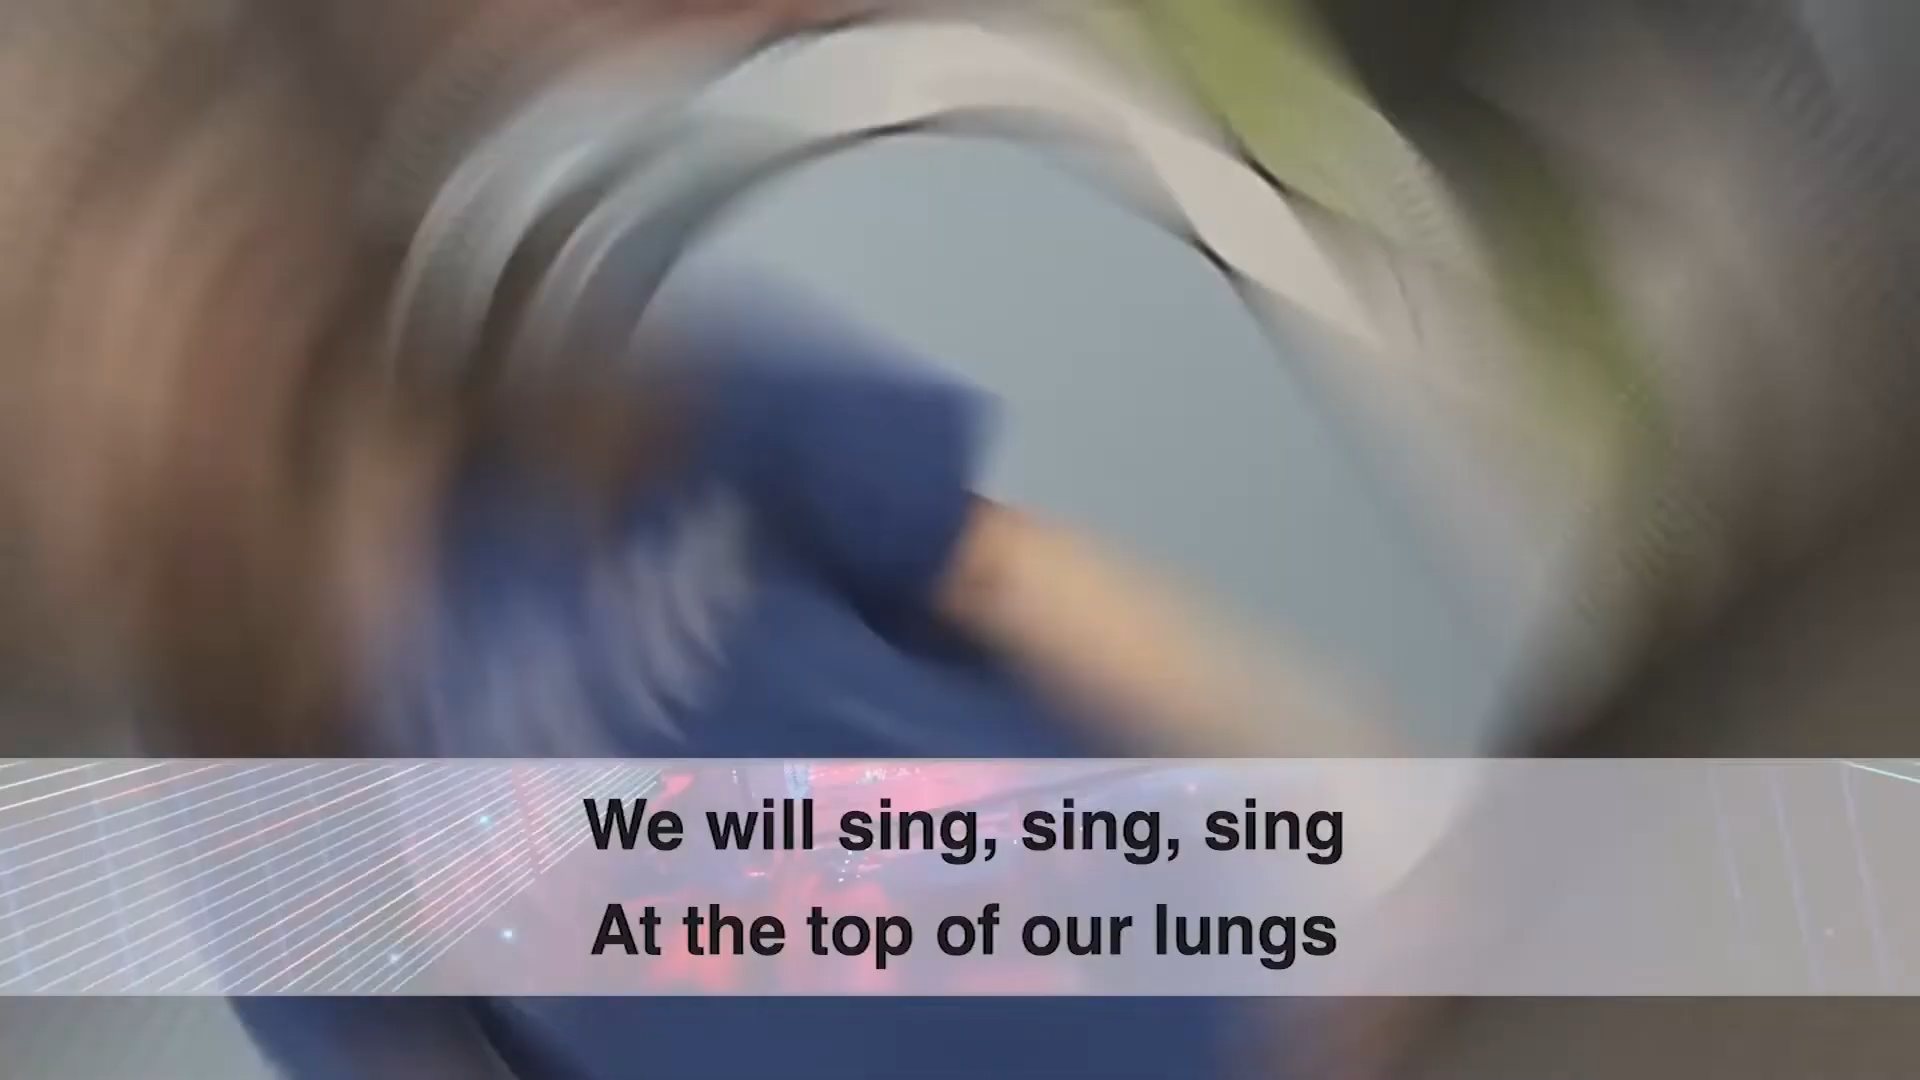 We will sing, sing, sing
At the top of our lungs